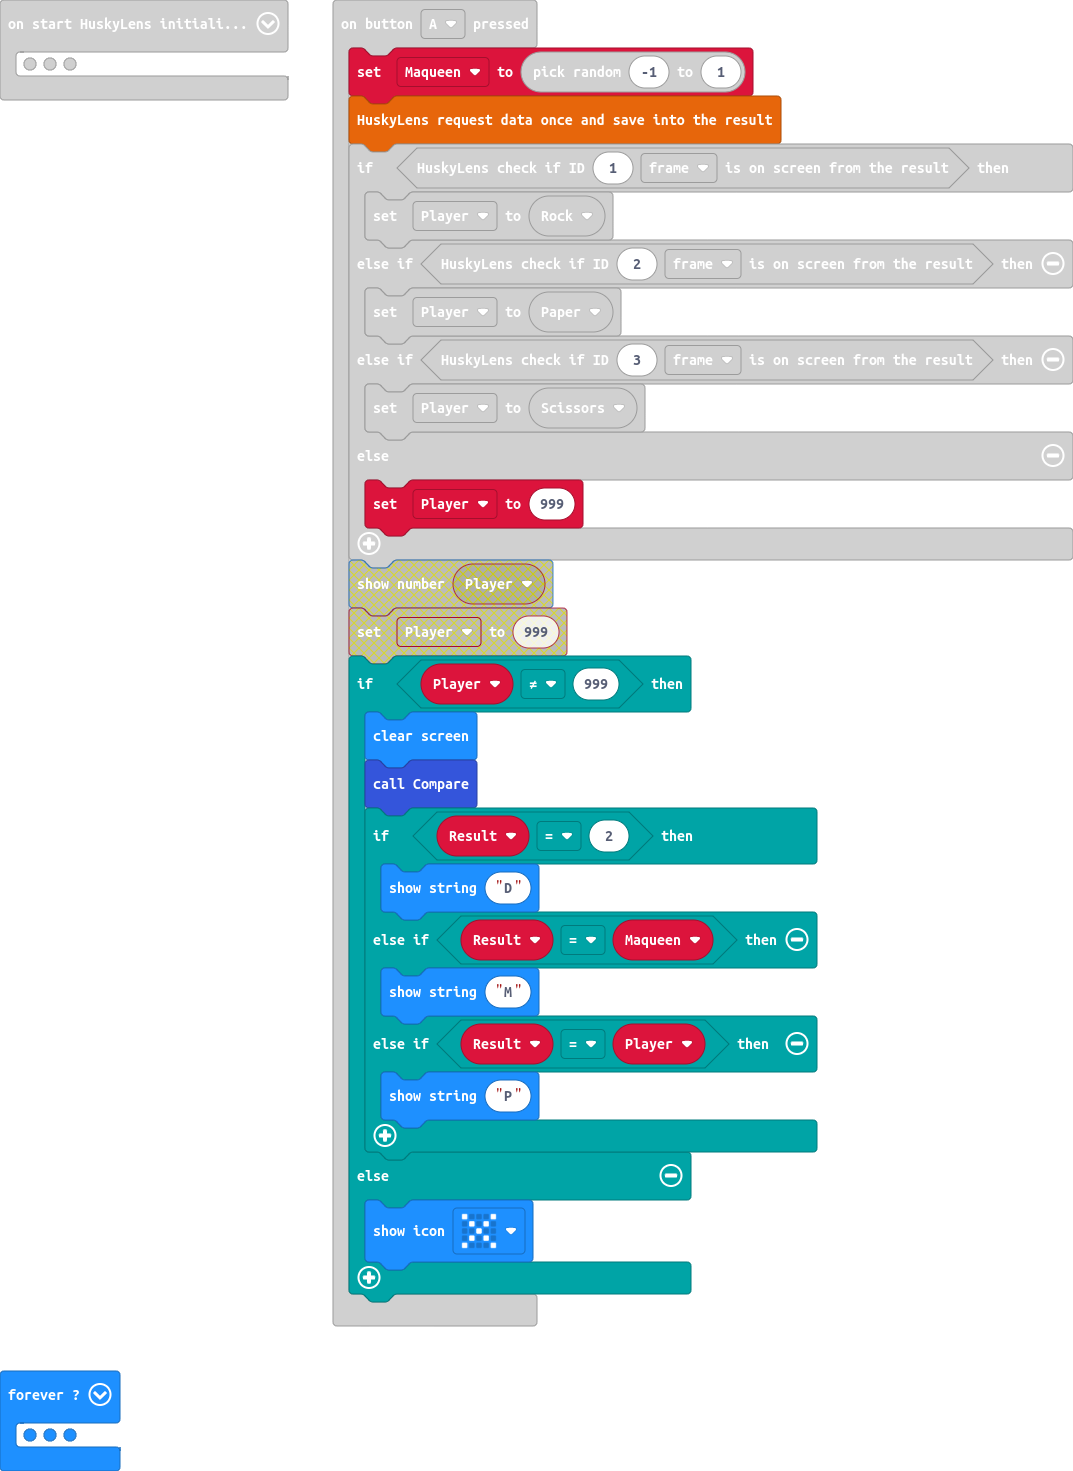 on start HuskyLens initiali...
on button A pressed
set Maqueen to pick random -1 to 1
HuskyLens request data once and save into the result
if HuskyLens check if ID 1 frame is on screen from the result then
set Player to Rock
else if HuskyLens check if ID 2 frame is on screen from the result then
set Player to Paper
else if HuskyLens check if ID 3 frame is on screen from the result then
set Player to Scissors
else
set Player to 999
show number Player
set Player to 999
if Player ≠ 999 then
clear screen
call Compare
if Result = 2 then
show string "D"
else if Result = Maqueen then
show string "M"
else if Result = Player then
show string "P"
else
show icon
forever ?